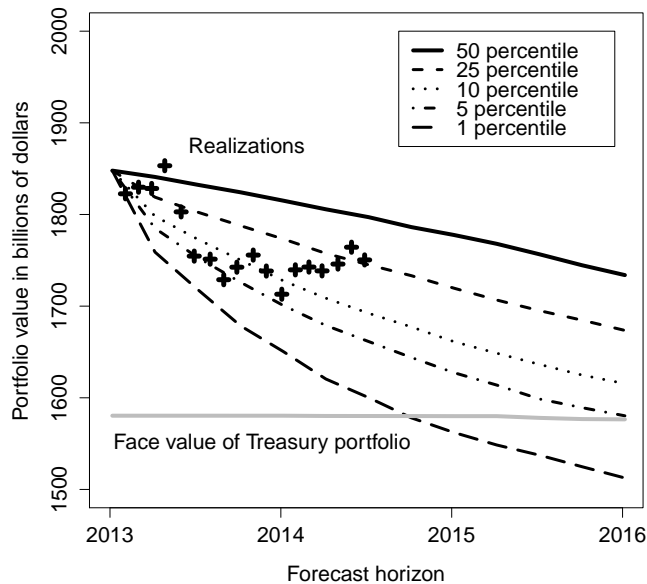 Portfolio value in billions of dollars
2000
1900
1800
1700
1600
1500
50 percentile
25 percentile
10 percentile
5 percentile
1 percentile
Realizations
Face value of Treasury portfolio
2013 2014 2015 2016
Forecast horizon